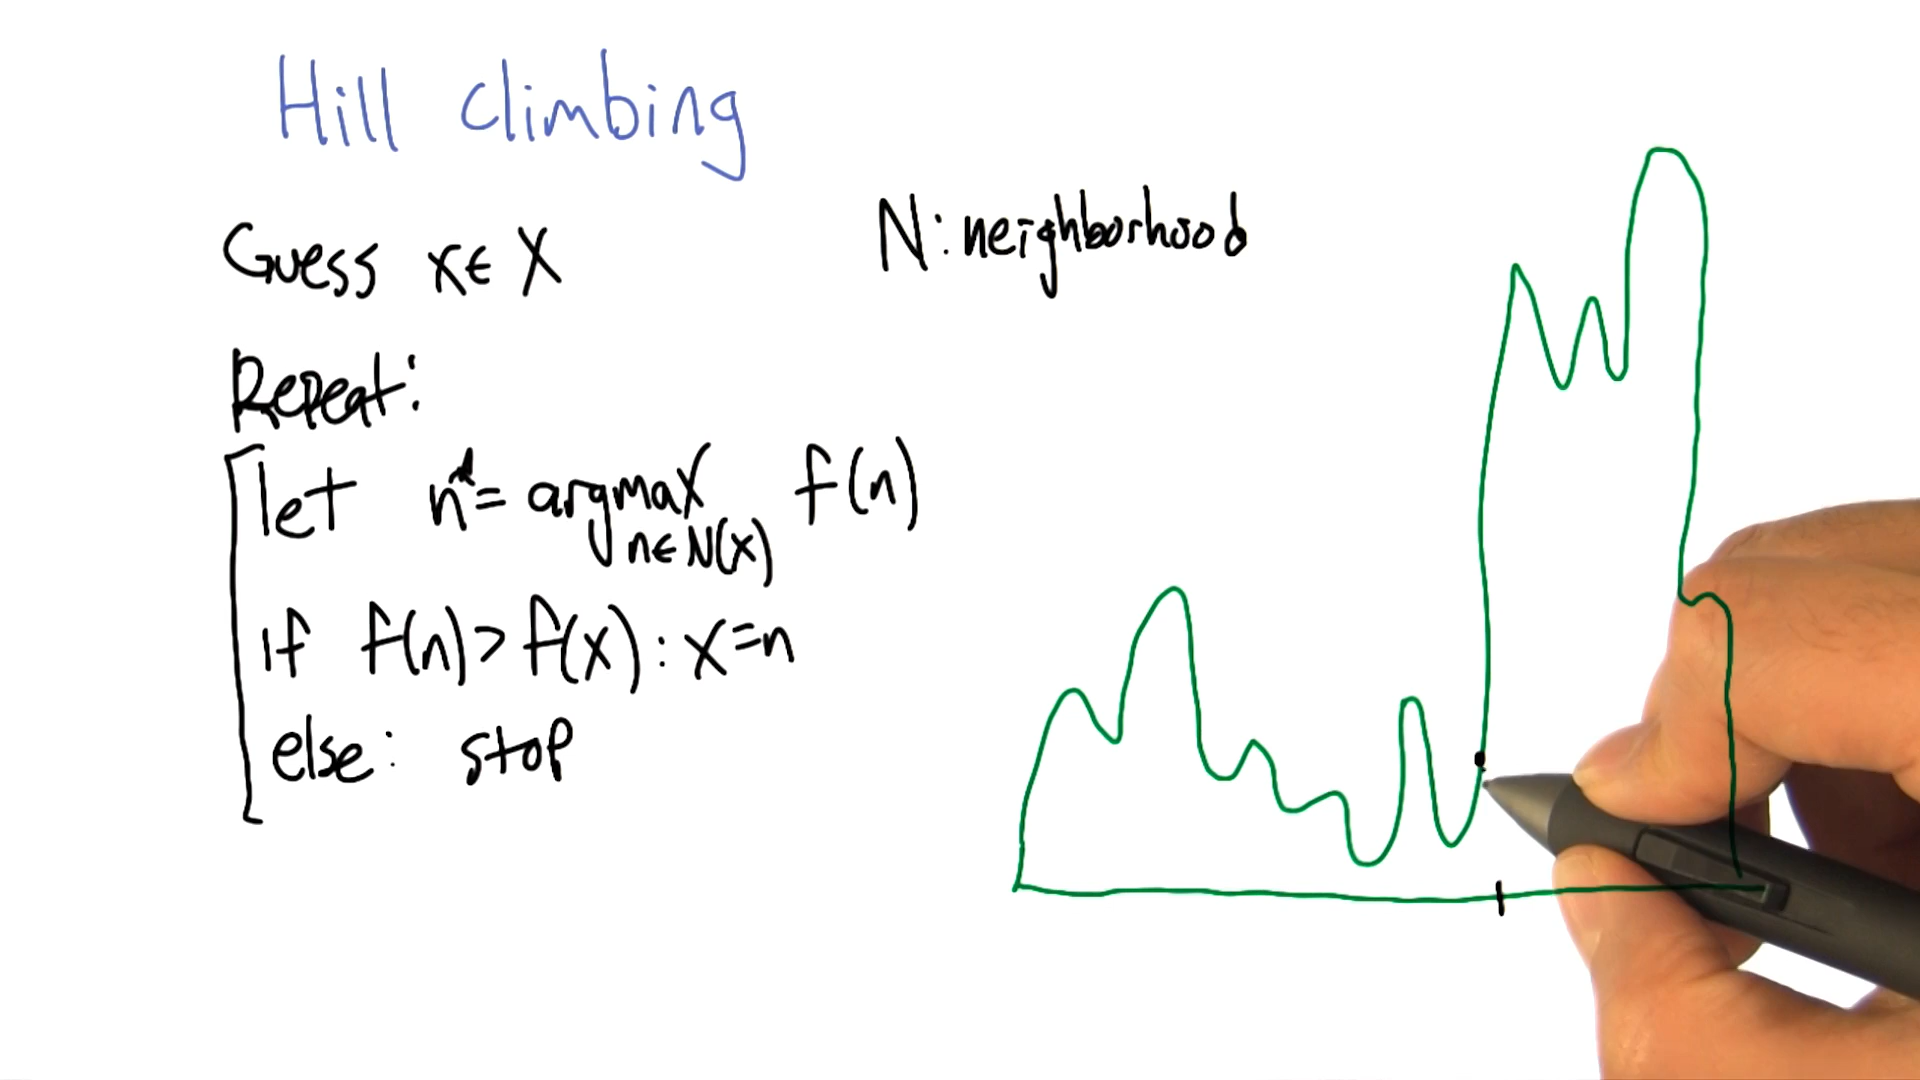 Hill climbing
Guess x∈X
N: neighborhood
Repeat:
let n*= argmax f(n)
n∈N(x)
if f(n)>f(x): x=n
else: stop